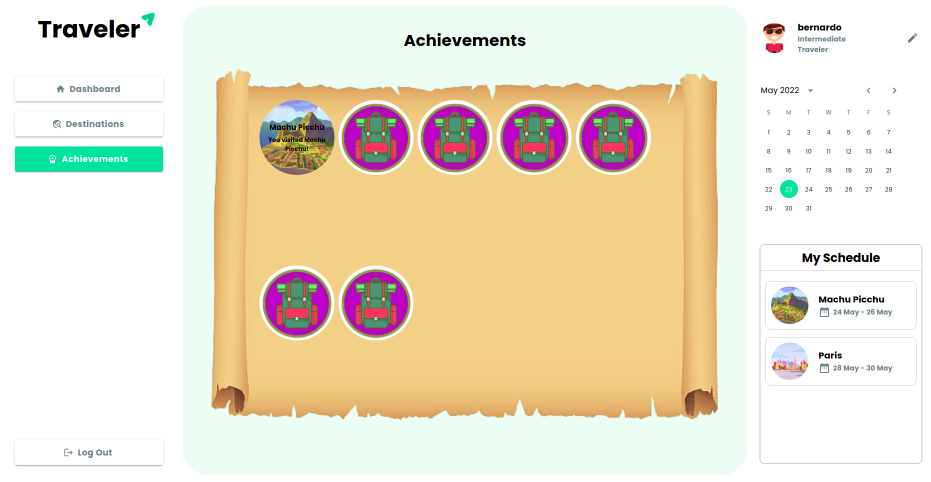 Traveler
Dashboard
Destinations
Achievements
Log Out
Achievements
Machu Picchu
You visited Machu
Picchu!
bernardo
Intermediate
Traveler
May 2022
S M T W T F S
1 2 3 4 5 6 7
8 9 10 11 12 13 14
15 16 17 18 19 20 21
22 23 24 25 26 27 28
29 30 31
My Schedule
Machu Picchu
24 May - 26 May
Paris
28 May - 30 May